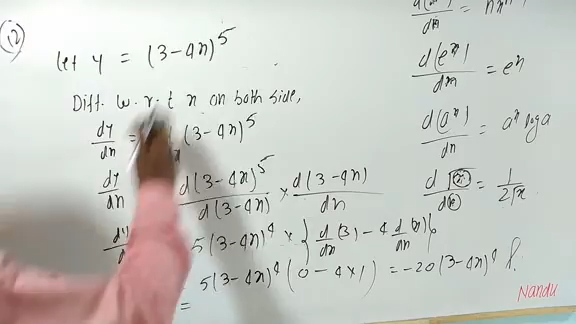 (12)
let y = (3-4x)^5
Diff. w.r.t x on both side,
dy/dx = (3-4x)^5
dy/dx d(3-4x)^5/d(3-4x) × d(3-4x)/dx
dy 5(3-4x)^4 × {d/dx(3) - 4 d/dx(x)}
= 5(3-4x)^4 (0-4×1) = -20(3-4x)^4
d(e^x)/dx = e^x
d(a^x)/dx = a^x log a
d√x/dx = 1/2√x
Nandu